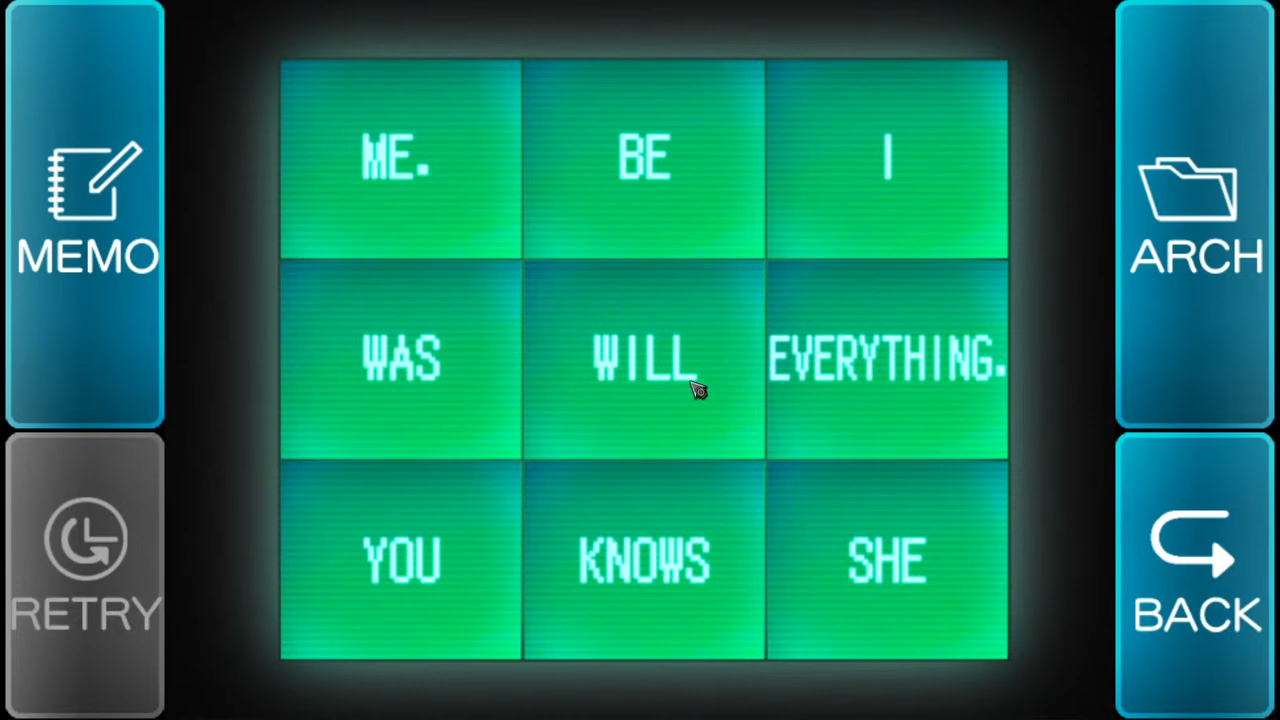 MEMO
RETRY
ME. BE I
WAS WILL EVERYTHING.
YOU KNOWS SHE
ARCH
BACK